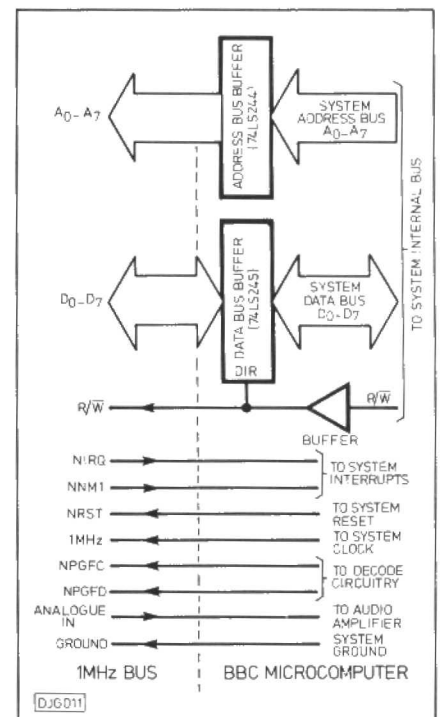 A0-A7
ADDRESS BUS BUFFER
(74LS244)
SYSTEM
ADDRESS BUS
A0-A7
D0-D7
DATA BUS BUFFER
(74LS245)
DIR
SYSTEM
DATA BUS
D0-D7
TO SYSTEM INTERNAL BUS
R/W̅
R/W̅
BUFFER
NIRQ
NNMI
TO SYSTEM
INTERRUPTS
NRST
TO SYSTEM
RESET
1MHz
TO SYSTEM
CLOCK
NPGFC
NPGFD
TO DECODE
CIRCUITRY
ANALOGUE
IN
TO AUDIO
AMPLIFIER
GROUND
SYSTEM
GROUND
1MHz BUS
BBC MICROCOMPUTER
DJG011